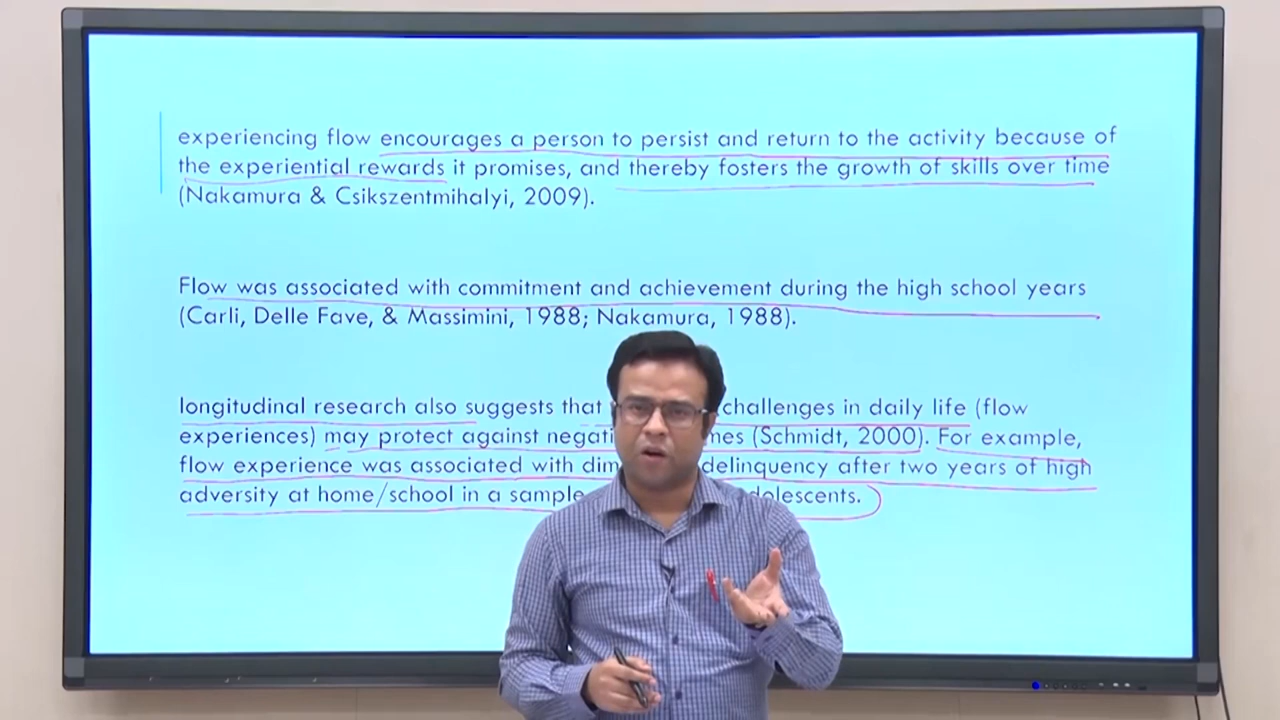 experiencing flow encourages a person to persist and return to the activity because of
the experiential rewards it promises, and thereby fosters the growth of skills over time
(Nakamura & Csikszentmihalyi, 2009).
Flow was associated with commitment and achievement during the high school years
(Carli, Delle Fave, & Massimini, 1988; Nakamura, 1988).
longitudinal research also suggests that challenges in daily life (flow
experiences) may protect against (Schmidt, 2000). For example,
flow experience was associated with delinquency after two years of high
adversity at home/school in a sample